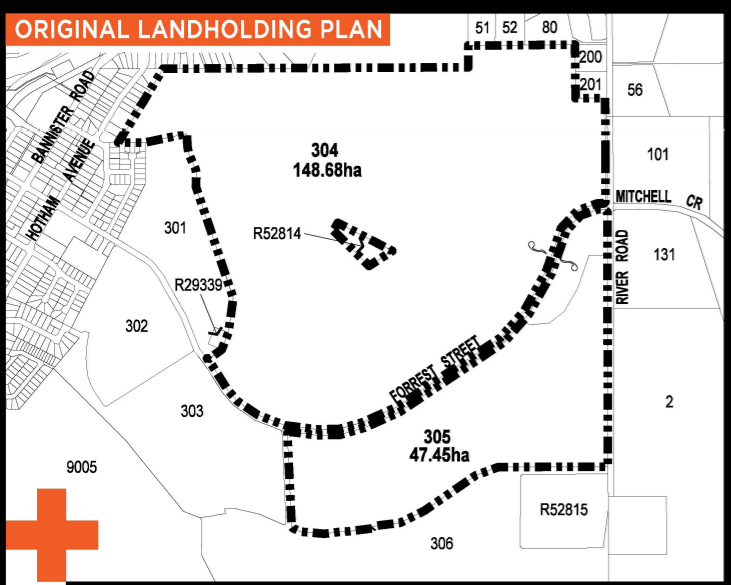 ORIGINAL LANDHOLDING PLAN
51
52
80
200
201
56
BANNISTER ROAD
HOTHAM AVENUE
304
148.68ha
101
MITCHELL CR
301
R52814
RIVER ROAD
131
R29339
302
FORREST STREET
303
2
305
47.45ha
9005
R52815
306